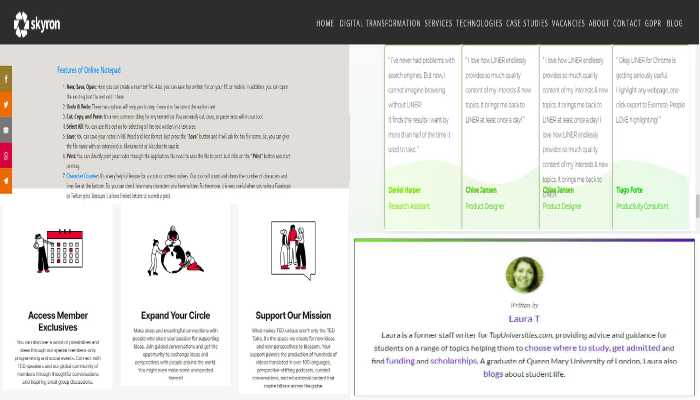 skyron
HOME DIGITAL TRANSFORMATION SERVICES TECHNOLOGIES CASE STUDIES VACANCIES ABOUT CONTACT GDPR BLOG
Features of Online Notepad
1. New, Save, Open: Here you can create a new text file. Also, you can save the written file on your PC or mobile. In addition, you can open
the existing text file and edit it here.
2. Undo & Redo: These two options will help you to
3. Cut, Copy, and Paste: It's a very common thing for any text editor. You can easily cut, copy, or paste texts within our tool.
4. Select All: You can use this option for selecting all the text written in a text area.
5. Save: You can save your notes in MS Word and Text format. Just press the "Save" button and it will ask for the file name. So, you can give
the file name with an extension (i.e. filename.txt or .doc) to save it.
6. Print: You can directly print your notes through the application. No need to save the file to print. Just click on the "Print" button and start
printing.
7. Character Counter: It's a very helpful feature for a script or content writers. Our tool will count and show the number of characters and
lines live at the bottom. So, you can check how many characters you have written. Furthermore, it is very useful when you make a Facebook
or Twitter post. Because it allows limited letters to submit a post.
" I've never had problems with
search engines. But now, I
cannot imagine browsing
without LINER!
It finds the results I want by
more than half of the time it
used to take. "
Daniel Harper
Research Assistant
" I love how LINER endlessly
provides so much quality
content of my interests & new
topics. It brings me back to
LINER at least once a day! "
Chloe Jansen
Product Designer
" I love how LINER endlessly
provides so much quality
content of my interests & new
topics. It brings me back to
LINER at least once a day! I
love how LINER endlessly
provides so much quality
content of my interests & new
topics. It brings me back to
LINER
Chloe Jansen
Product Designer
" Okay LINER for Chrome is
getting seriously useful.
Highlight any webpage, one-
click export to Evernote. People
LOVE highlighting! "
Tiago Forte
Productivity Consultant
Access Member
Exclusives
You can discover a world of possibilities and
ideas through our special members-only
programming and social events. Connect with
TED speakers and our global community of
members through thoughtful conversations
and inspiring small group discussions.
Expand Your Circle
Make deep and meaningful connections with
people who share your passion for supporting
ideas. Join guided conversations and get the
opportunity to exchange ideas and
perspectives with people around the world.
You might even make some unexpected
friends!
Support Our Mission
What makes TED unique isn't only the TED
Talks, it's the space we create for new ideas
and new perspectives to blossom. Your
support powers the production of hundreds of
videos translated in over 100 languages,
perspective-shifting podcasts, curated
conversations, and educational content that
inspire billions across the globe.
Written by
Laura T
Laura is a former staff writer for TopUniversities.com, providing advice and guidance for
students on a range of topics helping them to choose where to study, get admitted and
find funding and scholarships. A graduate of Queen Mary University of London, Laura also
blogs about student life.